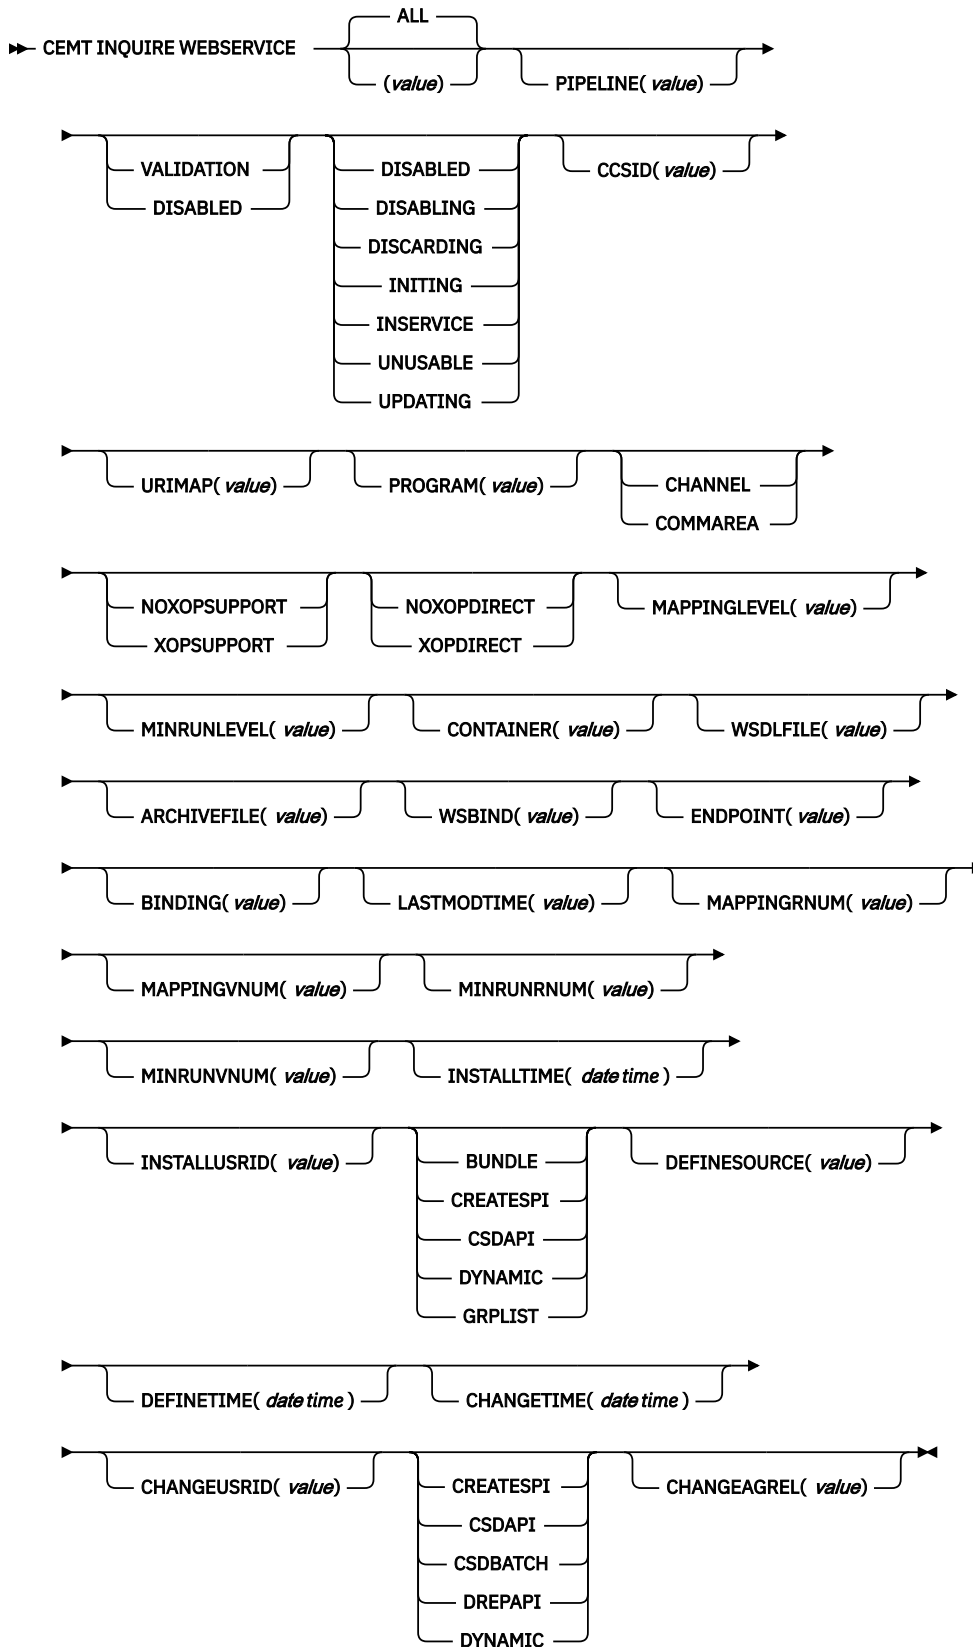 ALL
CEMT INQUIRE WEBSERVICE
(value) PIPELINE( value)
VALIDATION DISABLED CCSID( value)
DISABLED DISABLING
DISCARDING
INITING
INSERVICE
UNUSABLE
UPDATING
URIMAP( value) PROGRAM( value) CHANNEL
COMMAREA
NOXOPSUPPORT NOXOPDIRECT MAPPINGLEVEL( value)
XOPSUPPORT XOPDIRECT
MINRUNLEVEL( value) CONTAINER( value) WSDLFILE( value)
ARCHIVEFILE( value) WSBIND( value) ENDPOINT( value)
BINDING( value) LASTMODTIME( value) MAPPINGRNUM( value)
MAPPINGVNUM( value) MINRUNRNUM( value)
MINRUNVNUM( value) INSTALLTIME( date time )
INSTALLUSRID( value) BUNDLE DEFINESOURCE( value)
CREATESPI
CSDAPI
DYNAMIC
GRPLIST
DEFINETIME( date time ) CHANGETIME( date time )
CHANGEUSRID( value) CREATESPI CHANGEAGREL( value)
CSDAPI
CSDBATCH
DREPAPI
DYNAMIC